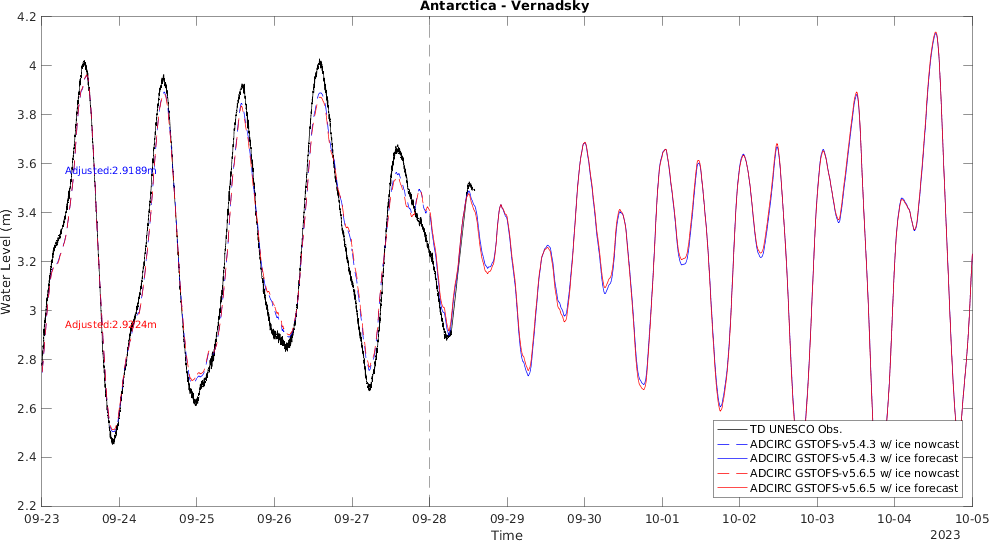 Antarctica - Vernadsky
4.2
4
3.8
3.6
3.4
3.2
3
2.8
2.6
2.4
2.2
Water Level (m)
Adjusted:2.9189m
Adjusted:2.9224m
TD UNESCO Obs.
ADCIRC GSTOFS-v5.4.3 w/ ice nowcast
ADCIRC GSTOFS-v5.4.3 w/ ice forecast
ADCIRC GSTOFS-v5.6.5 w/ ice nowcast
ADCIRC GSTOFS-v5.6.5 w/ ice forecast
09-23 09-24 09-25 09-26 09-27 09-28 09-29 09-30 10-01 10-02 10-03 10-04 10-05
Time
2023